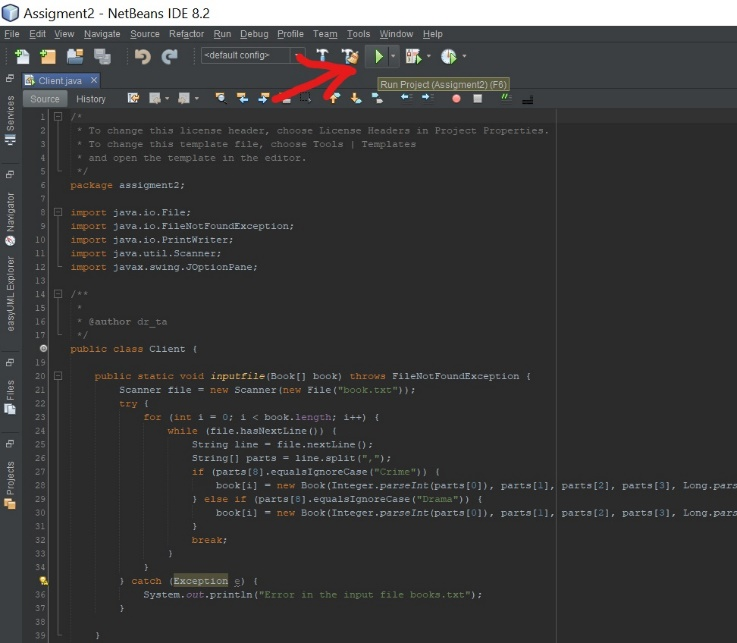 Assigment2 - NetBeans IDE 8.2
File Edit View Navigate Source Refactor Run Debug Profile Team Tools Window Help
<default config>
Run Project (Assigment2) (F6)
Client.java
Source History
Services
Navigator
easyUML Explorer
Files
Projects
1 /*
2 * To change this license header, choose License Headers in Project Properties.
3 * To change this template file, choose Tools | Templates
4 * and open the template in the editor.
5 */
6 package assigment2;
7
8 import java.io.File;
9 import java.io.FileNotFoundException;
10 import java.io.PrintWriter;
11 import java.util.Scanner;
12 import javax.swing.JOptionPane;
13
14 /**
15 *
16 * @author dr_ta
17 */
public class Client {
19
20 public static void inputfile(Book[] book) throws FileNotFoundException {
21 Scanner file = new Scanner(new File("book.txt"));
22 try {
23 for (int i = 0; i < book.length; i++) {
24 while (file.hasNextLine()) {
25 String line = file.nextLine();
26 String[] parts = line.split(",");
27 if (parts[8].equalsIgnoreCase("Crime")) {
28 book[i] = new Book(Integer.parseInt(parts[0]), parts[1], parts[2], parts[3], Long.pars
29 } else if (parts[8].equalsIgnoreCase("Drama")) {
30 book[i] = new Book(Integer.parseInt(parts[0]), parts[1], parts[2], parts[3], Long.pars
31 }
32 break;
33 }
34 }
} catch (Exception e) {
36 System.out.println("Error in the input file books.txt");
37 }
38
39 }